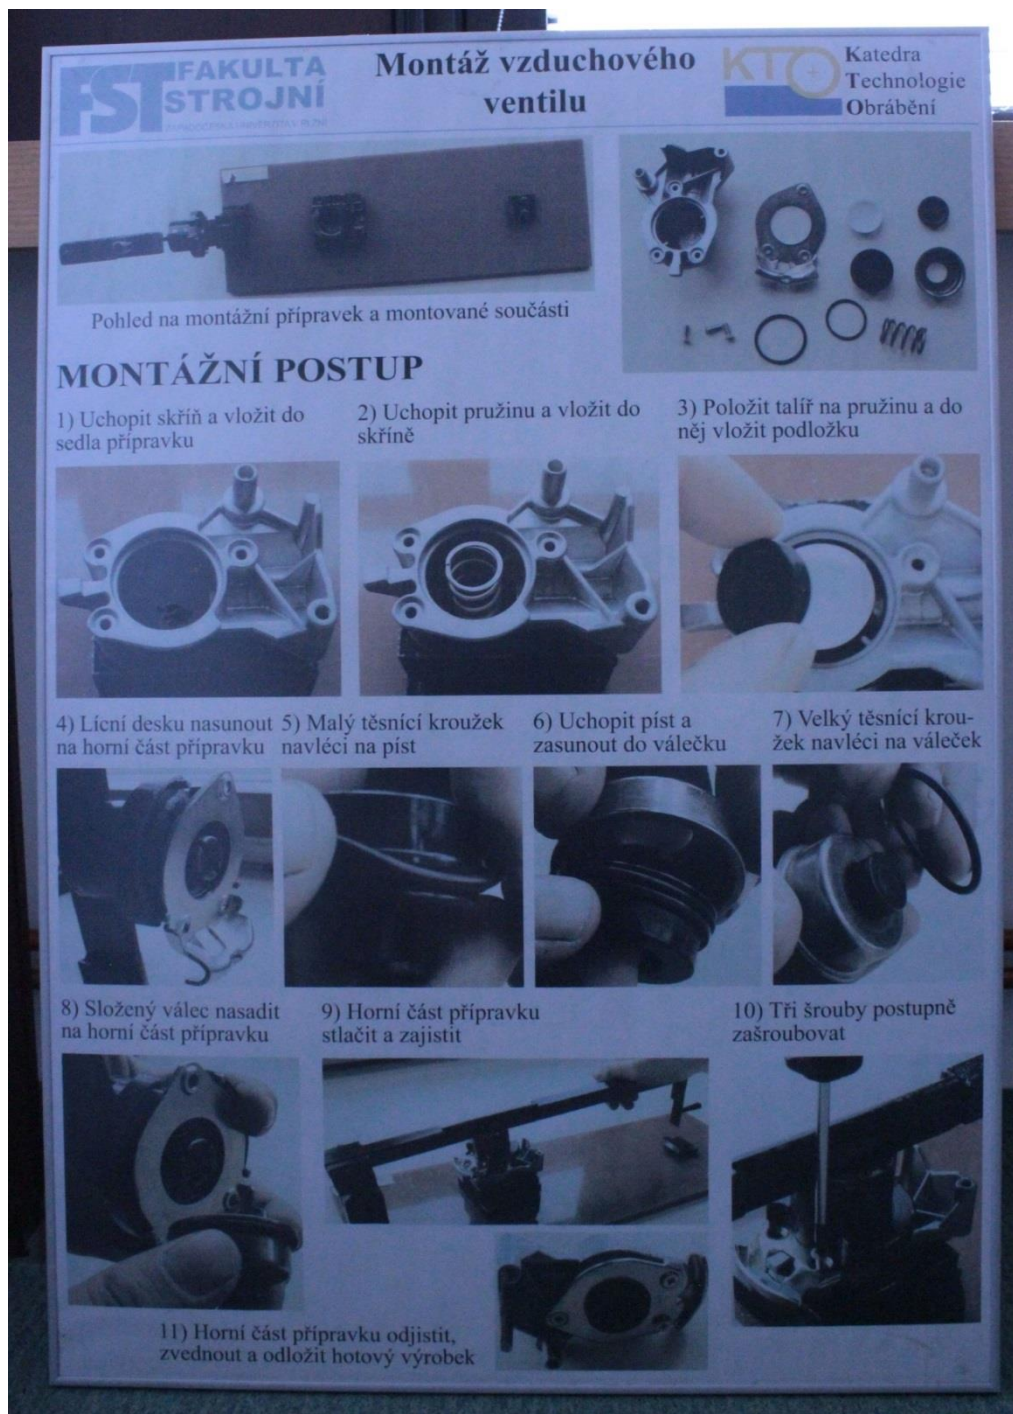 FST FAKULTA
STROJNÍ
ZÁPADOČESKÁ UNIVERZITA V PLZNI
Montáž vzduchového
ventilu
KTO
Katedra
Technologie
Obrábění
Pohled na montážní přípravek a montované součásti
MONTÁŽNÍ POSTUP
1) Uchopit skříň a vložit do
sedla přípravku
2) Uchopit pružinu a vložit do
skříně
3) Položit talíř na pružinu a do
něj vložit podložku
4) Lícní desku nasunout
na horní část přípravku
5) Malý těsnící kroužek
navléci na píst
6) Uchopit píst a
zasunout do válečku
7) Velký těsnící krou-
žek navléci na váleček
8) Složený válec nasadit
na horní část přípravku
9) Horní část přípravku
stlačit a zajistit
10) Tři šrouby postupně
zašroubovat
11) Horní část přípravku odjistit,
zvednout a odložit hotový výrobek